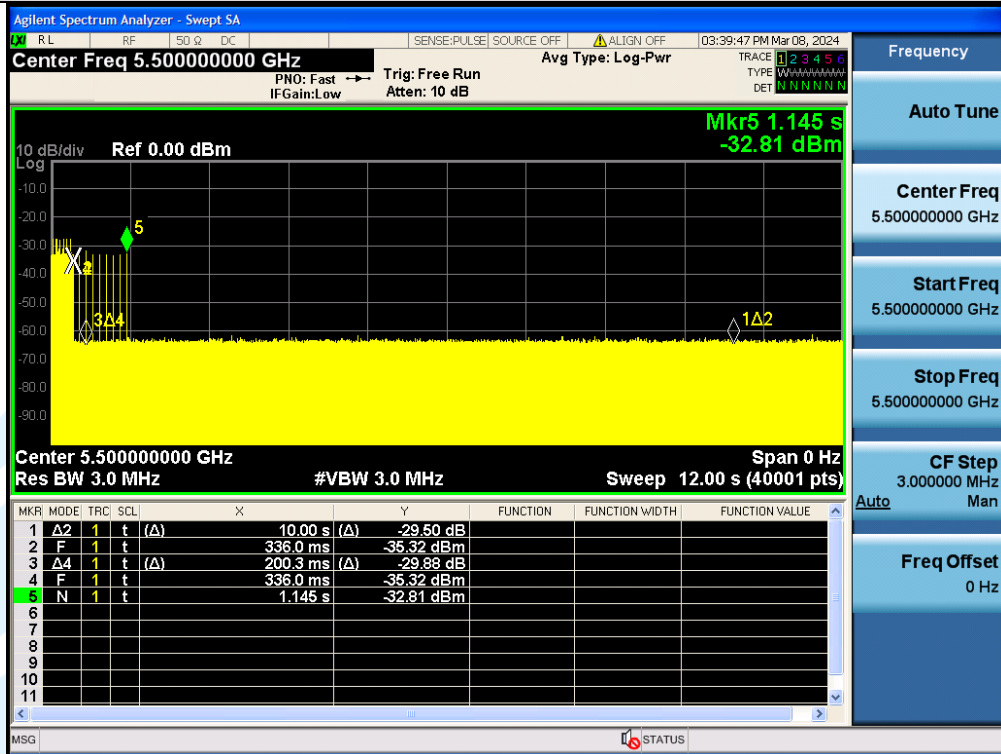 Agilent Spectrum Analyzer - Swept SA
LXI RL RF 50 Ω DC SENSE:PULSE SOURCE OFF ALIGN OFF 03:39:47 PM Mar 08, 2024
Center Freq 5.500000000 GHz Avg Type: Log-Pwr TRACE 1 2 3 4 5 6
PNO: Fast Trig: Free Run TYPE W
IFGain:Low Atten: 10 dB DET N N N N N N
Mkr5 1.145 s
-32.81 dBm
10 dB/div Ref 0.00 dBm
Log
-10.0
-20.0
5
-30.0
-40.0
-50.0
3Δ4
1Δ2
-60.0
-70.0
-80.0
-90.0
Center 5.500000000 GHz Span 0 Hz
Res BW 3.0 MHz #VBW 3.0 MHz Sweep 12.00 s (40001 pts)
MKR MODE TRC SCL X Y FUNCTION FUNCTION WIDTH FUNCTION VALUE
1 Δ2 1 t (Δ) 10.00 s (Δ) -29.50 dB
2 F 1 t 336.0 ms -35.32 dBm
3 Δ4 1 t (Δ) 200.3 ms (Δ) -29.88 dB
4 F 1 t 336.0 ms -35.32 dBm
5 N 1 t 1.145 s -32.81 dBm
6
7
8
9
10
11
MSG STATUS
Frequency
Auto Tune
Center Freq
5.500000000 GHz
Start Freq
5.500000000 GHz
Stop Freq
5.500000000 GHz
CF Step
3.000000 MHz
Auto Man
Freq Offset
0 Hz